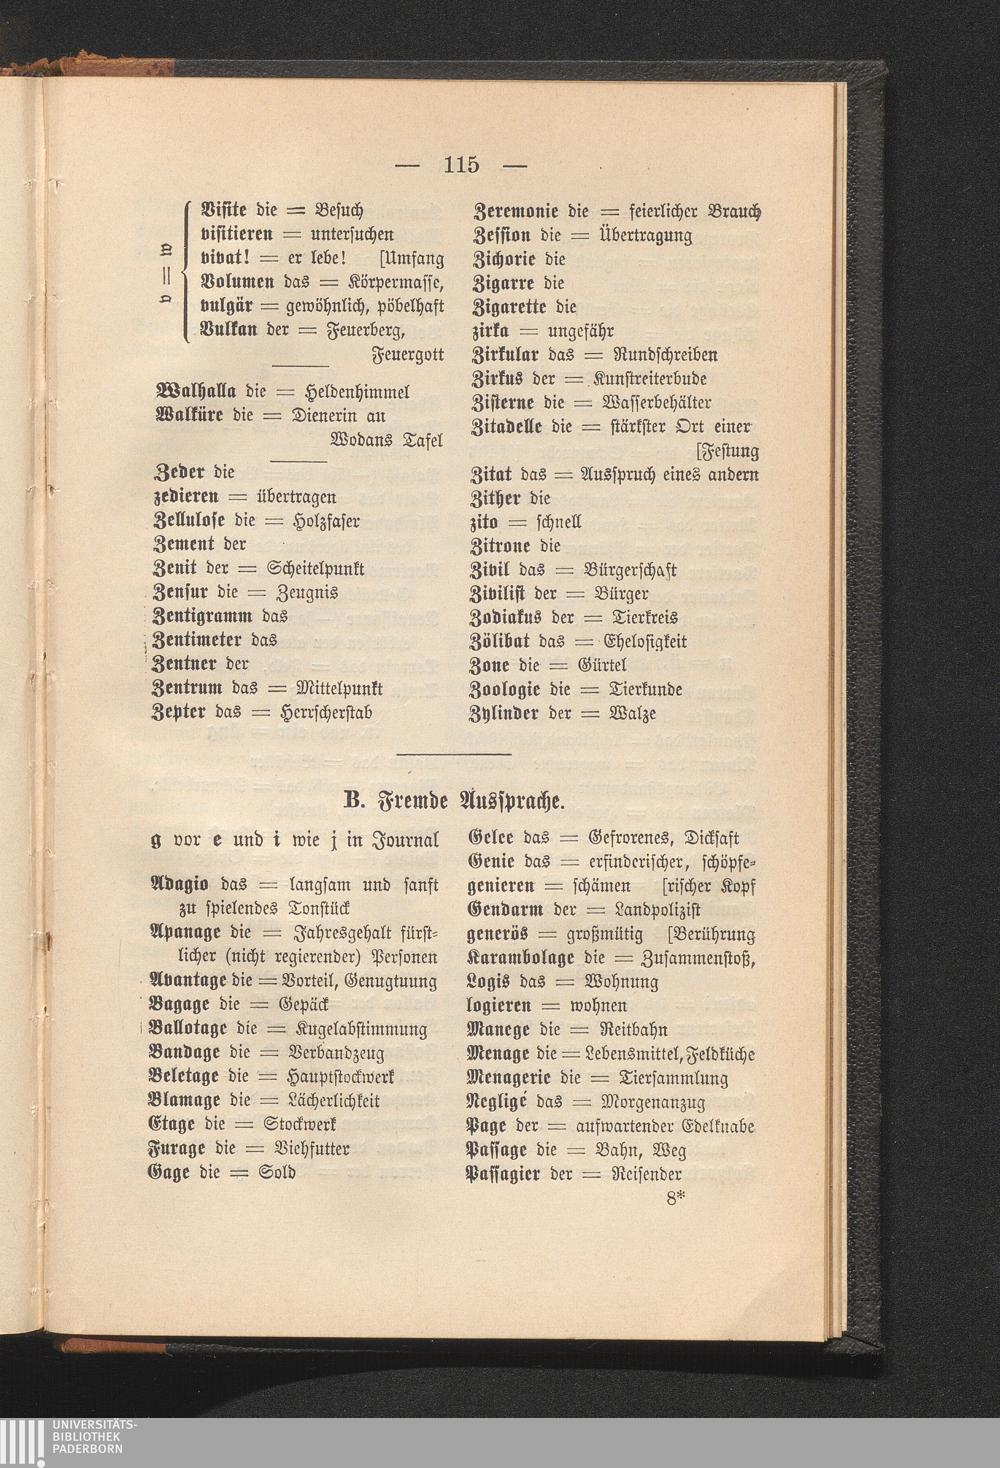 — 115 —
v = w
Visite die = Besuch
visitieren = untersuchen
vivat! = er lebe! [Umfang
Volumen das = Körpermasse,
vulgär = gewöhnlich, pöbelhaft
Vulkan der = Feuerberg,
Feuergott
Walhalla die = Heldenhimmel
Walküre die = Dienerin an
Wodans Tafel
Zeder die
zedieren = übertragen
Zellulose die = Holzfaser
Zement der
Zenit der = Scheitelpunkt
Zensur die = Zeugnis
Zentigramm das
Zentimeter das
Zentner der
Zentrum das = Mittelpunkt
Zepter das = Herrscherstab
Zeremonie die = feierlicher Brauch
Zession die = Übertragung
Zichorie die
Zigarre die
Zigarette die
zirka = ungefähr
Zirkular das = Rundschreiben
Zirkus der = Kunstreiterbude
Zisterne die = Wasserbehälter
Zitadelle die = stärkster Ort einer
[Festung
Zitat das = Ausspruch eines andern
Zither die
zito = schnell
Zitrone die
Zivil das = Bürgerschaft
Zivilist der = Bürger
Zodiakus der = Tierkreis
Zölibat das = Ehelosigkeit
Zone die = Gürtel
Zoologie die = Tierkunde
Zylinder der = Walze
B. Fremde Aussprache.
g vor e und i wie j in Journal
Adagio das = langsam und sanft
zu spielendes Tonstück
Apanage die = Jahresgehalt fürst-
licher (nicht regierender) Personen
Avantage die = Vorteil, Genugtuung
Bagage die = Gepäck
Ballotage die = Kugelabstimmung
Bandage die = Verbandzeug
Beletage die = Hauptstockwerk
Blamage die = Lächerlichkeit
Etage die = Stockwerk
Furage die = Viehfutter
Gage die = Sold
Gelee das = Gefrorenes, Dicksaft
Genie das = erfinderischer, schöpfe-
genieren = schämen [rischer Kopf
Gendarm der = Landpolizist
generös = großmütig [Berührung
Karambolage die = Zusammenstoß,
Logis das = Wohnung
logieren = wohnen
Manege die = Reitbahn
Menage die = Lebensmittel, Feldküche
Menagerie die = Tiersammlung
Negligé das = Morgenanzug
Page der = aufwartender Edelknabe
Passage die = Bahn, Weg
Passagier der = Reisender
8*
UNIVERSITÄTS-
BIBLIOTHEK
PADERBORN